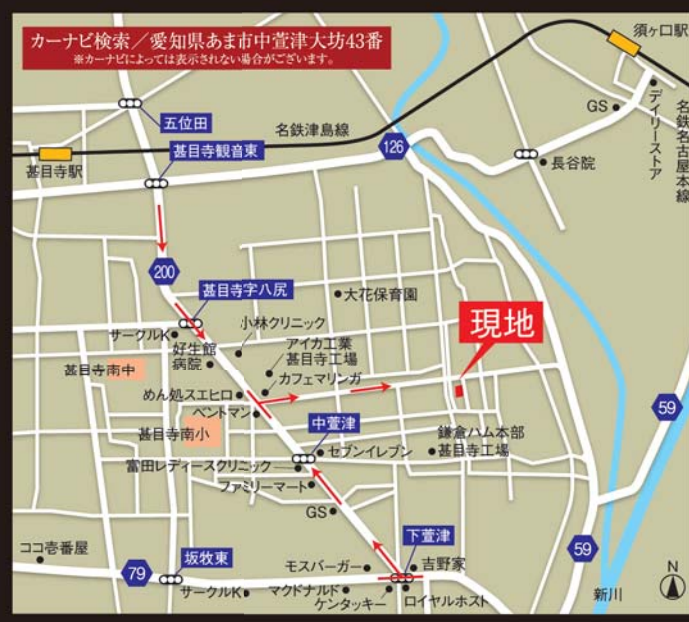 カーナビ検索／愛知県あま市中萱津大坊43番
※カーナビによっては表示されない場合がございます。
須ヶ口駅
GS
デイリーストア
名鉄名古屋本線
五位田
名鉄津島線
甚目寺観音東
126
長谷院
甚目寺駅
200
甚目寺字八尻
大花保育園
小林クリニック
現地
サークルK
好生館
病院
アイカ工業
甚目寺工場
甚目寺南中
カフェマリンガ
めん処スエヒロ
ベントマン
59
甚目寺南小
中萱津
鎌倉ハム本部
甚目寺工場
セブンイレブン
富田レディースクリニック
ファミリーマート
GS
下萱津
59
ココ壱番屋
坂牧東
モスバーガー
吉野家
N
79
サークルK
マクドナルド
ケンタッキー
ロイヤルホスト
新川